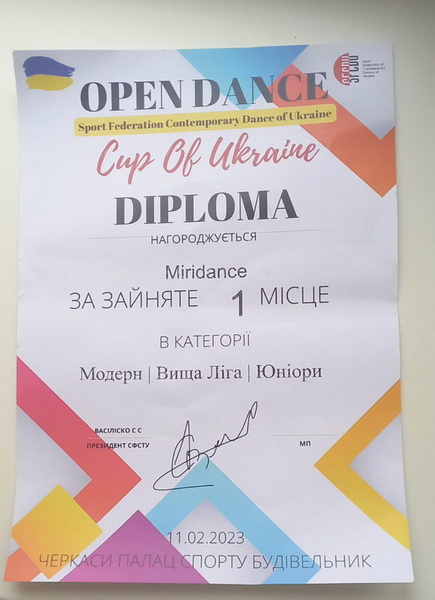 OPEN DANCE
SFCDU
Sport Federation Contemporary Dance of Ukraine
Cup Of Ukraine
DIPLOMA
НАГОРОДЖУЄТЬСЯ
Miridance
ЗА ЗАЙНЯТЕ 1 МІСЦЕ
В КАТЕГОРІЇ
Модерн | Вища Ліга | Юніори
ВАСІЛІСКО С С
ПРЕЗИДЕНТ СФСТУ
МП
11.02.2023
ЧЕРКАСИ ПАЛАЦ СПОРТУ БУДІВЕЛЬНИК